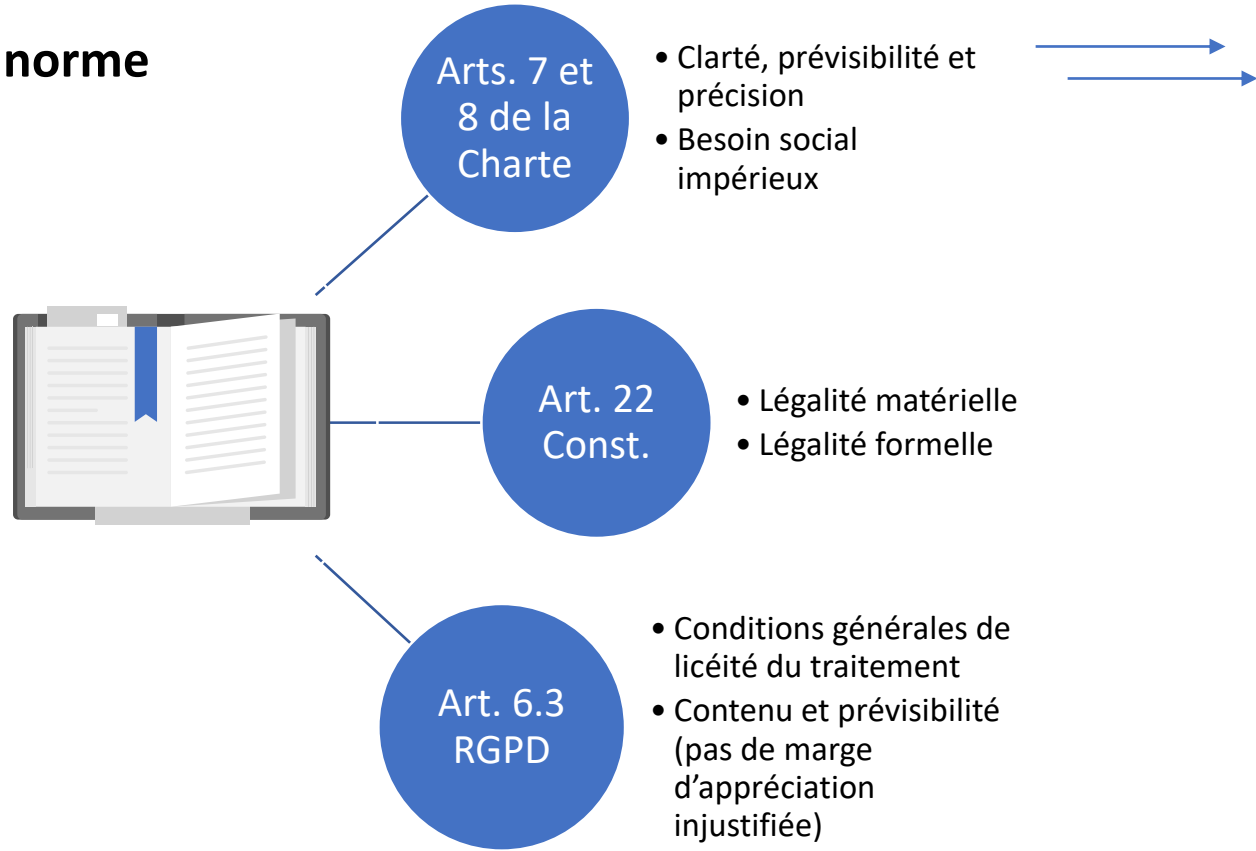 norme
Arts. 7 et
8 de la
Charte
• Clarté, prévisibilité et
précision
• Besoin social
impérieux
Art. 22
Const.
• Légalité matérielle
• Légalité formelle
Art. 6.3
RGPD
• Conditions générales de
licéité du traitement
• Contenu et prévisibilité
(pas de marge
d’appréciation
injustifiée)